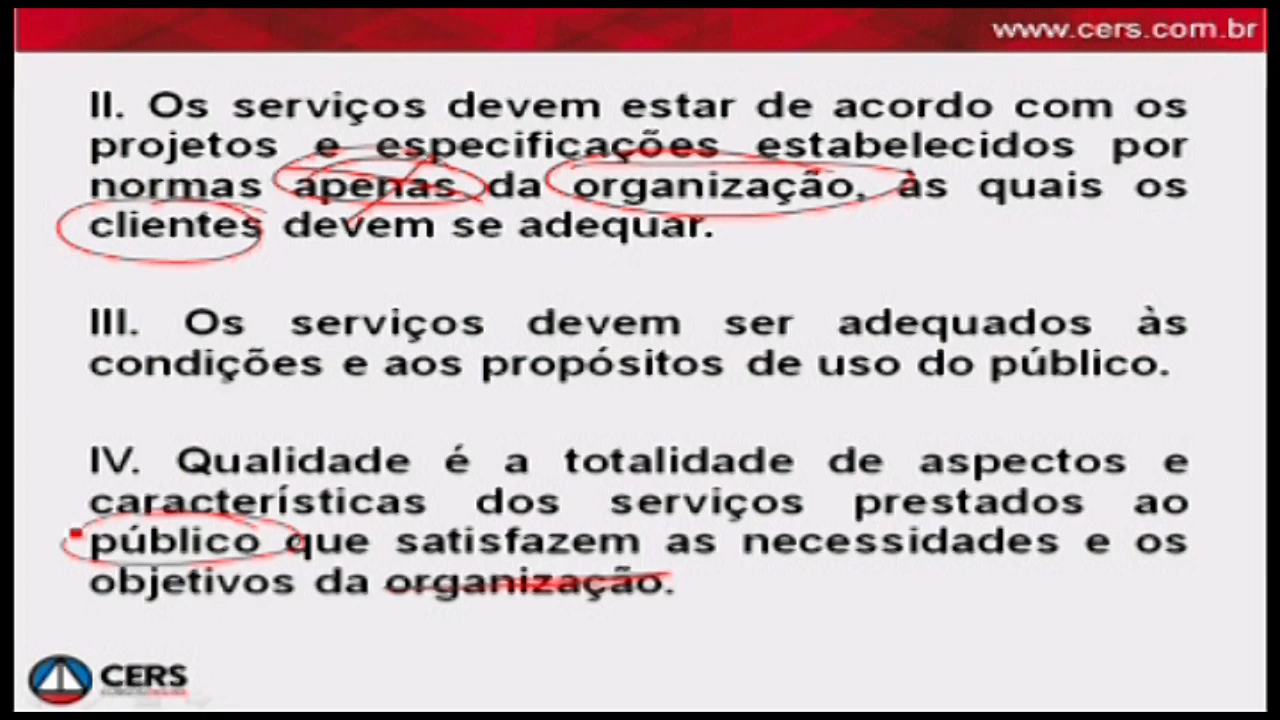 www.cers.com.br
II. Os serviços devem estar de acordo com os
projetos e especificações estabelecidos por
normas apenas da organização, às quais os
clientes devem se adequar.
III. Os serviços devem ser adequados às
condições e aos propósitos de uso do público.
IV. Qualidade é a totalidade de aspectos e
características dos serviços prestados ao
público que satisfazem as necessidades e os
objetivos da organização.
CERS